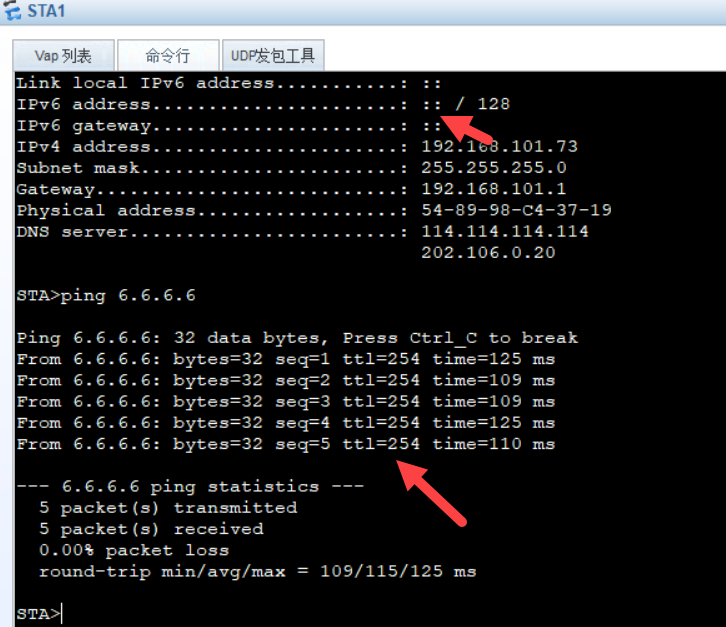 STA1
Vap 列表 命令行 UDP发包工具
Link local IPv6 address...........: ::
IPv6 address......................: :: / 128
IPv6 gateway......................: ::
IPv4 address......................: 192.168.101.73
Subnet mask.......................: 255.255.255.0
Gateway...........................: 192.168.101.1
Physical address..................: 54-89-98-C4-37-19
DNS server........................: 114.114.114.114
202.106.0.20
STA>ping 6.6.6.6
Ping 6.6.6.6: 32 data bytes, Press Ctrl_C to break
From 6.6.6.6: bytes=32 seq=1 ttl=254 time=125 ms
From 6.6.6.6: bytes=32 seq=2 ttl=254 time=109 ms
From 6.6.6.6: bytes=32 seq=3 ttl=254 time=109 ms
From 6.6.6.6: bytes=32 seq=4 ttl=254 time=125 ms
From 6.6.6.6: bytes=32 seq=5 ttl=254 time=110 ms
--- 6.6.6.6 ping statistics ---
5 packet(s) transmitted
5 packet(s) received
0.00% packet loss
round-trip min/avg/max = 109/115/125 ms
STA>